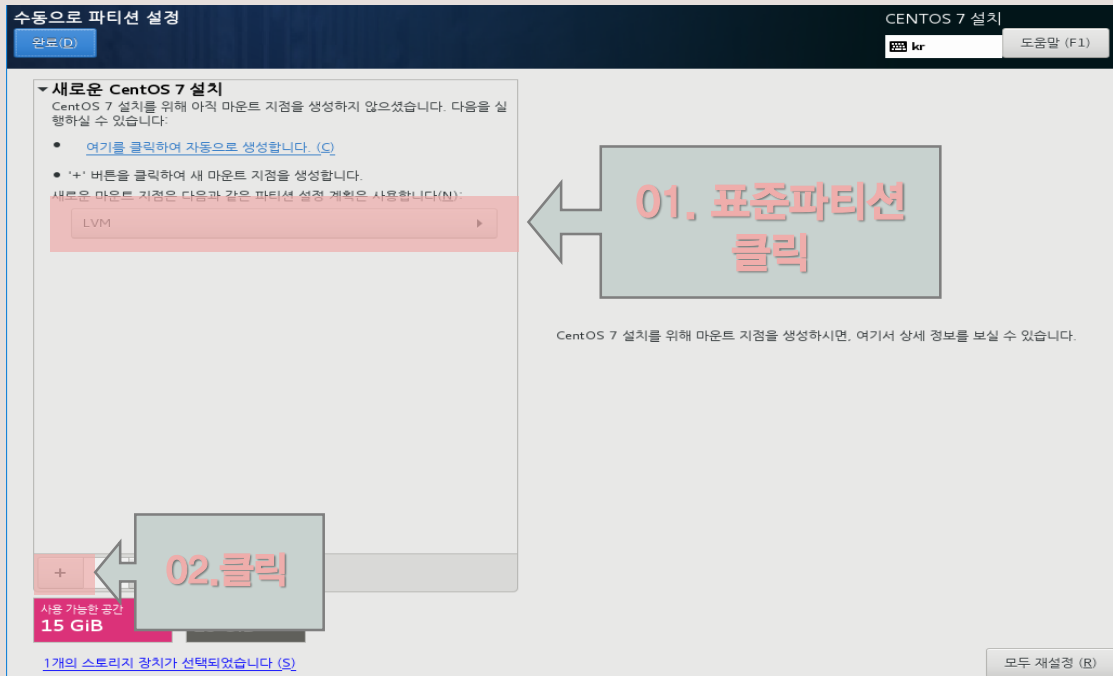 수동으로 파티션 설정
CENTOS 7 설치
완료(D)
kr
도움말 (F1)
새로운 CentOS 7 설치
CentOS 7 설치를 위해 아직 마운트 지점을 생성하지 않으셨습니다. 다음을 실
행하실 수 있습니다:
여기를 클릭하여 자동으로 생성합니다. (C)
'+' 버튼을 클릭하여 새 마운트 지점을 생성합니다.
새로운 마운트 지점은 다음과 같은 파티션 설정 계획은 사용합니다(N):
LVM
01. 표준파티션
클릭
CentOS 7 설치를 위해 마운트 지점을 생성하시면, 여기서 상세 정보를 보실 수 있습니다.
+
02.클릭
사용 가능한 공간
15 GiB
1개의 스토리지 장치가 선택되었습니다 (S)
모두 재설정 (R)